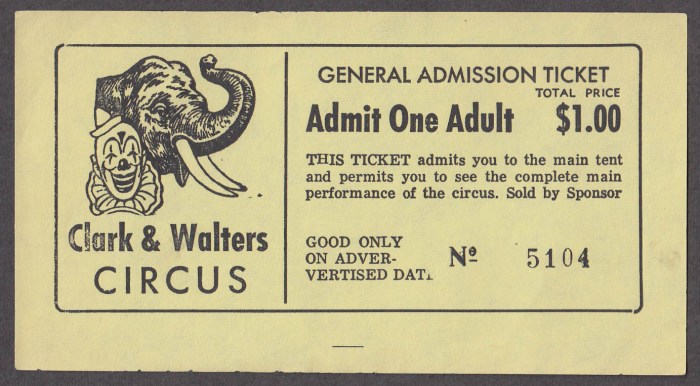 Clark & Walters
CIRCUS
GENERAL ADMISSION TICKET
TOTAL PRICE
Admit One Adult $1.00
THIS TICKET admits you to the main tent
and permits you to see the complete main
performance of the circus. Sold by Sponsor
GOOD ONLY
ON ADVER-
VERTISED DATE
Nº 5104